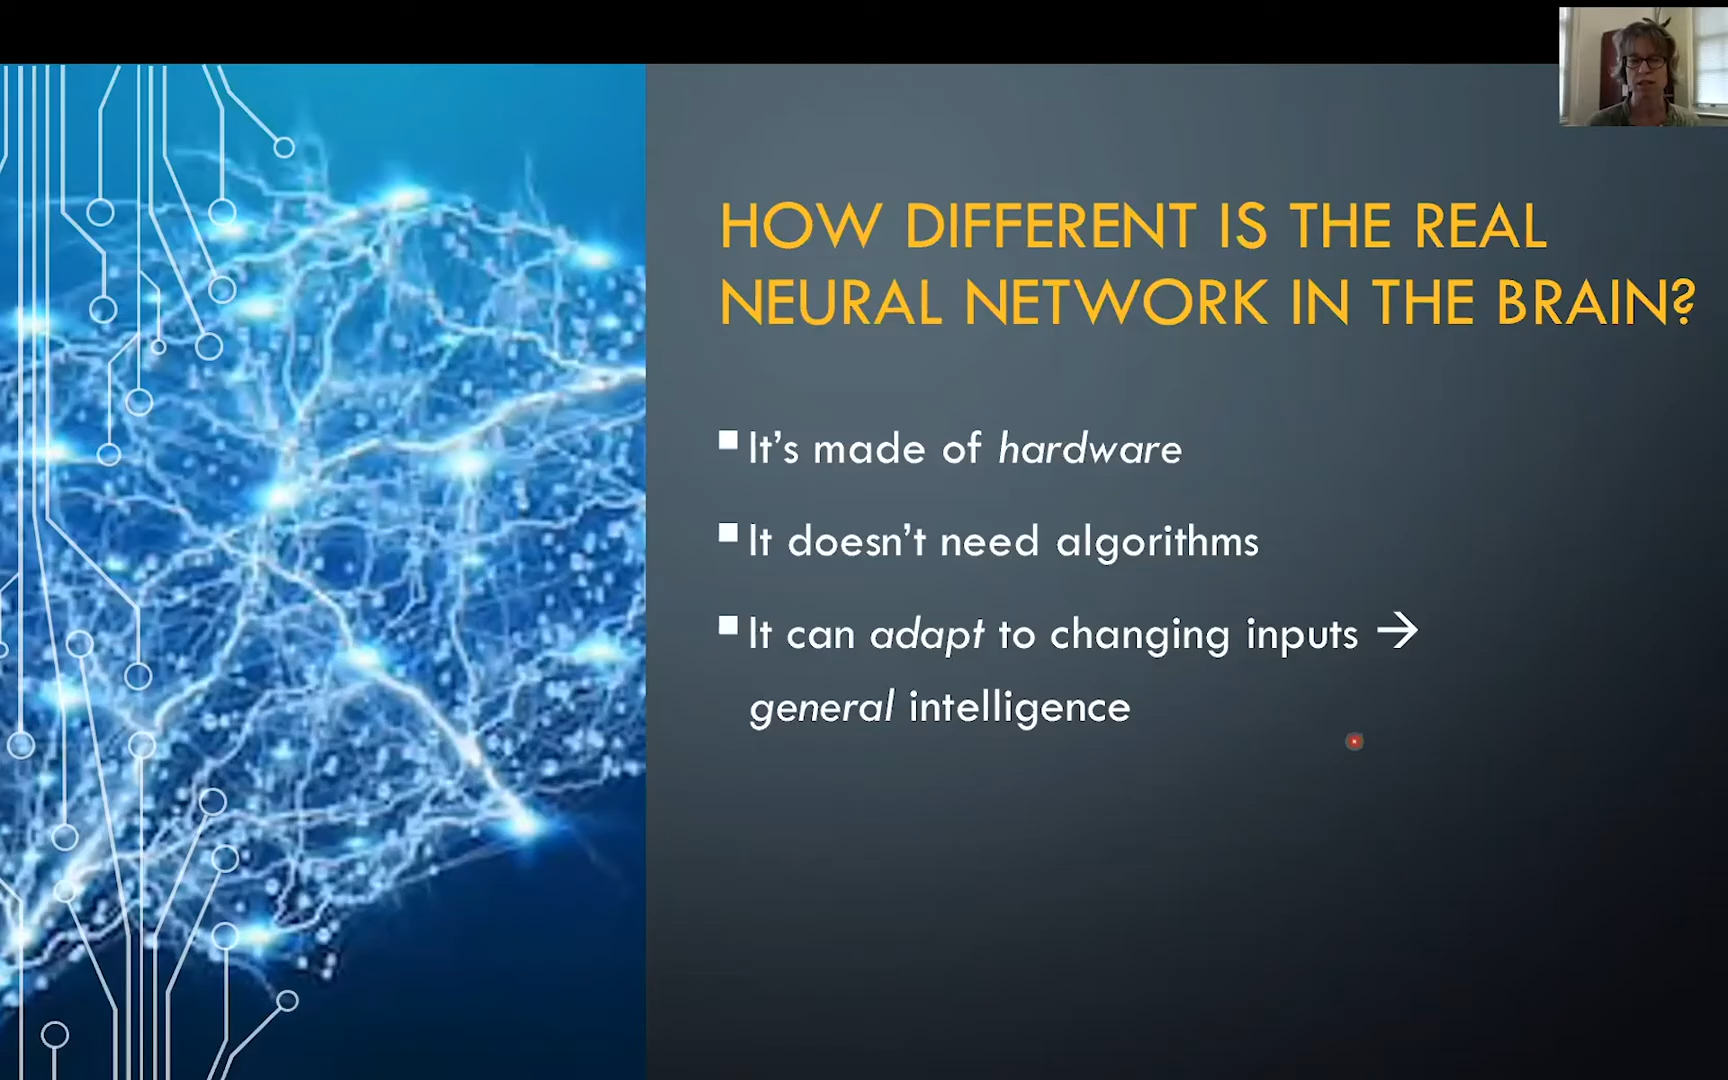 HOW DIFFERENT IS THE REAL
NEURAL NETWORK IN THE BRAIN?
It's made of hardware
It doesn't need algorithms
It can adapt to changing inputs →
general intelligence